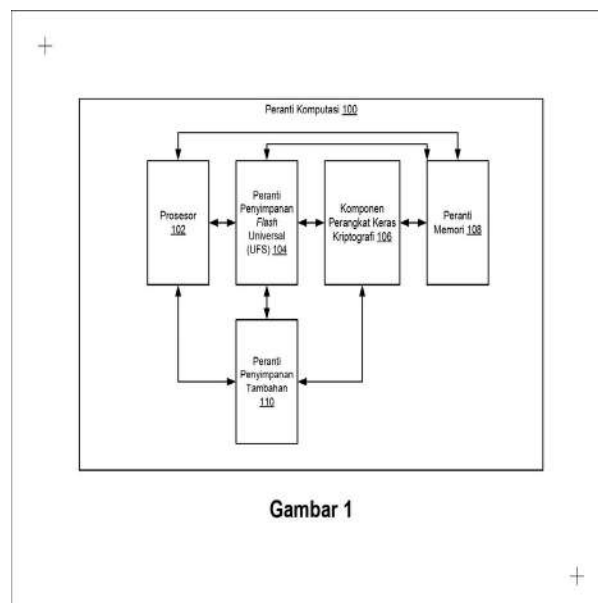 Peranti Komputasi 100
Prosesor
102
Peranti
Penyimpanan
Flash
Universal
(UFS) 104
Komponen
Perangkat Keras
Kriptografi 106
Peranti
Memori 108
Peranti
Penyimpanan
Tambahan
110
Gambar 1